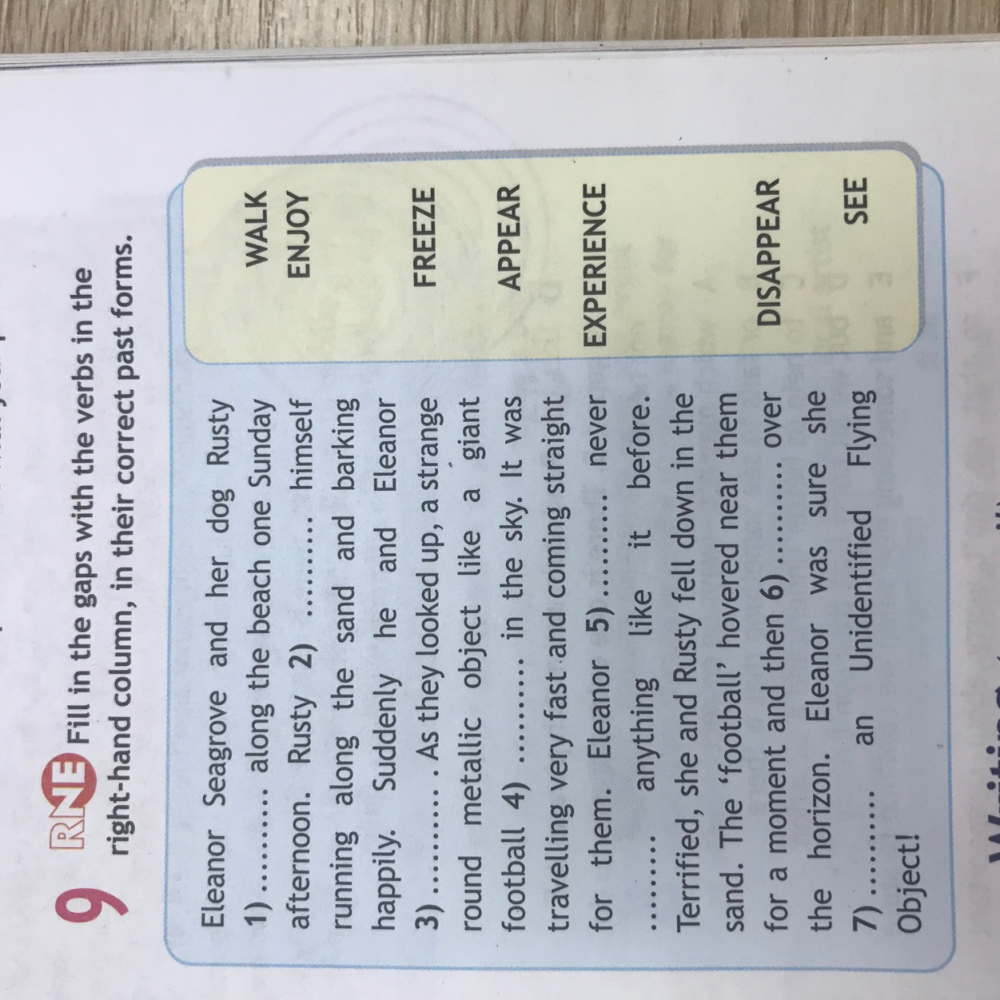 9 RNE Fill in the gaps with the verbs in the
right-hand column, in their correct past forms.
Eleanor Seagrove and her dog Rusty
1) .......... along the beach one Sunday WALK
afternoon. Rusty 2) .......... himself ENJOY
running along the sand and barking
happily. Suddenly he and Eleanor
3) .......... . As they looked up, a strange FREEZE
round metallic object like a giant
football 4) .......... in the sky. It was APPEAR
travelling very fast and coming straight
for them. Eleanor 5) .......... never EXPERIENCE
.......... anything like it before.
Terrified, she and Rusty fell down in the
sand. The ‘football’ hovered near them
for a moment and then 6) .......... over DISAPPEAR
the horizon. Eleanor was sure she
7) .......... an Unidentified Flying SEE
Object!